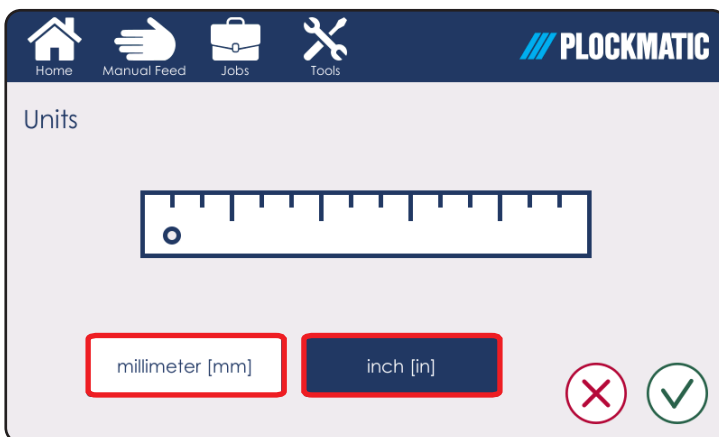 Home Manual Feed Jobs Tools PLOCKMATIC
Units
millimeter [mm] inch [in]